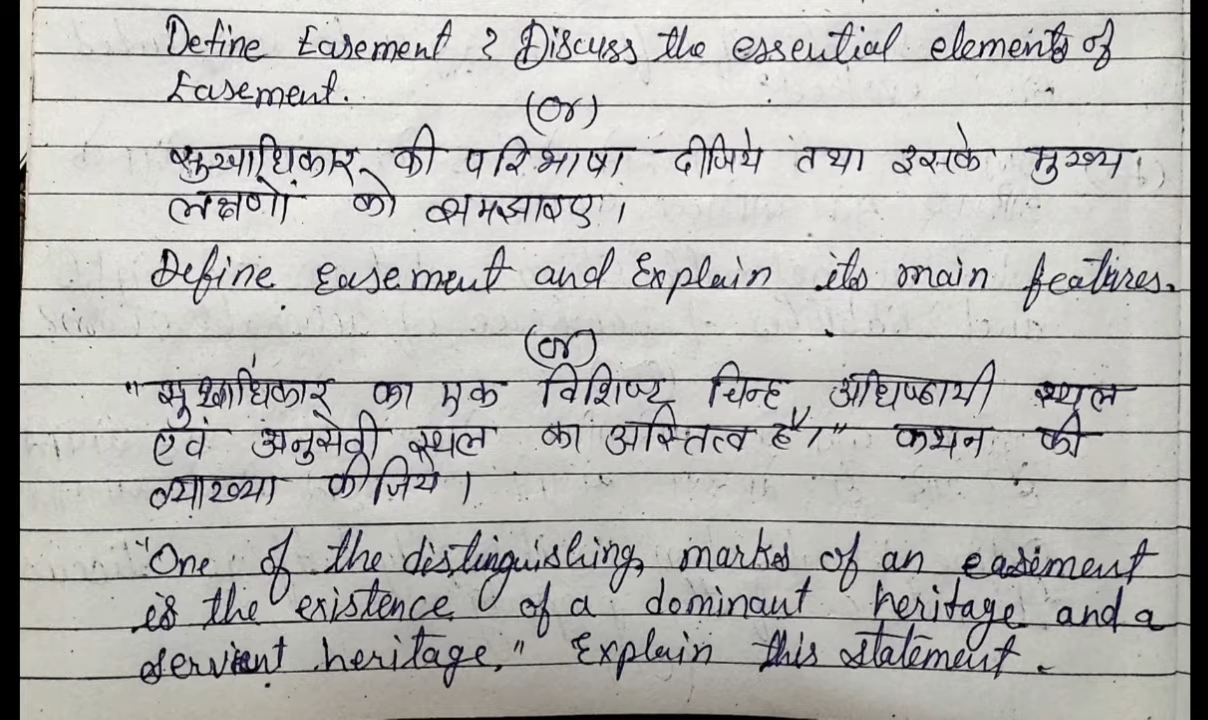 Define Easement ? Discuss the essential elements of
Easement.
(Or)
सुखाधिकार की परिभाषा दीजिये तथा इसके मुख्य
लक्षणों को समझाइए।
Define easement and Explain its main features.
(or)
"सुखाधिकार का एक विशिष्ट चिन्ह अधिष्ठायी स्थल
एवं अनुसेवी स्थल का अस्तित्व है।" कथन की
व्याख्या कीजिये।
"One of the distinguishing marks of an easement
is the existence of a dominant heritage and a
servient heritage." Explain this statement.